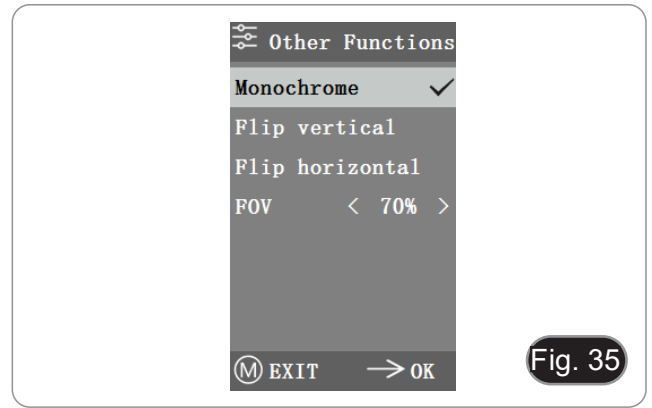 Other Functions
Monochrome
Flip vertical
Flip horizontal
FOV < 70% >
M EXIT → OK
Fig. 35